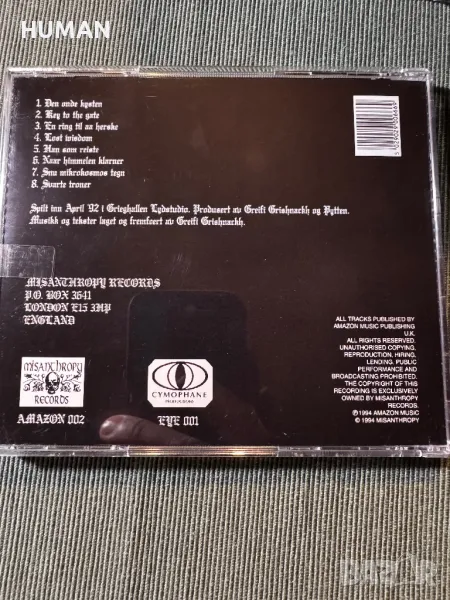 HUMAN
1. Den onde kysten
2. Key to the gate
3. En ring til aa herske
4. Lost wisdom
5. Han som reiste
6. Naar himmelen klarner
7. Snu mikrokosmos tegn
8. Svarte troner
Spilt inn April '92 i Grieghallen Lydstudio. Produsert av Greifi Grishnackh og Pytten.
Musikk og tekster laget og fremfoert av Greifi Grishnackh.
MISANTHROPY RECORDS
P.O. BOX 3641
LONDON E15 3HP
ENGLAND
misanthropy
RECORDS
AMAZON 002
CYMOPHANE
PRODUCTIONS
EYE 001
ALL TRACKS PUBLISHED BY
AMAZON MUSIC PUBLISHING
U.K.
ALL RIGHTS RESERVED.
UNAUTHORISED COPYING,
REPRODUCTION, HIRING,
LENDING, PUBLIC
PERFORMANCE AND
BROADCASTING PROHIBITED.
THE COPYRIGHT OF THIS
RECORDING IS EXCLUSIVELY
OWNED BY MISANTHROPY
RECORDS.
℗1994 AMAZON MUSIC
© 1994 MISANTHROPY
BAZAR